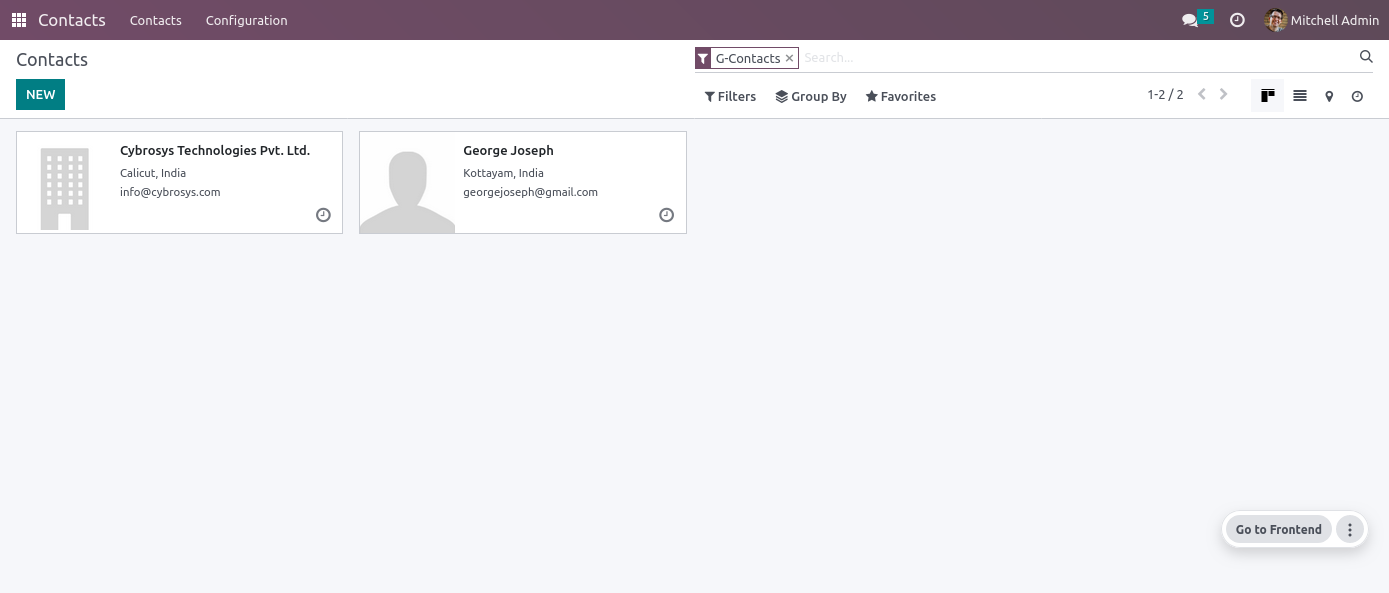 Contacts Contacts Configuration 5 Mitchell Admin
Contacts
G-Contacts × Search...
NEW
Filters Group By Favorites 1-2 / 2
Cybrosys Technologies Pvt. Ltd.
Calicut, India
info@cybrosys.com
George Joseph
Kottayam, India
georgejoseph@gmail.com
Go to Frontend